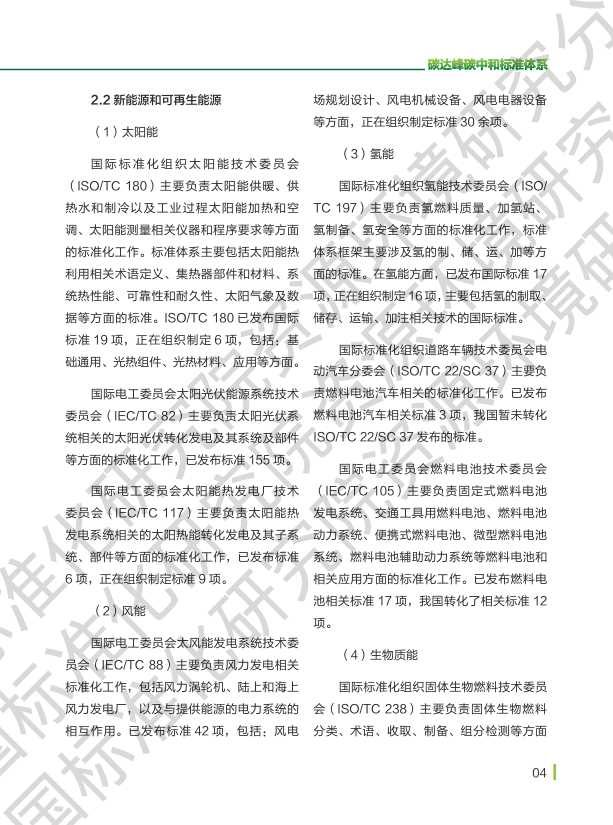 碳达峰碳中和标准体系
2.2 新能源和可再生能源
（1）太阳能
国际标准化组织太阳能技术委员会
（ISO/TC 180）主要负责太阳能供暖、供
热水和制冷以及工业过程太阳能加热和空
调、太阳能测量相关仪器和程序要求等方面
的标准化工作。标准体系主要包括太阳能热
利用相关术语定义、集热器部件和材料、系
统热性能、可靠性和耐久性、太阳气象及数
据等方面的标准。ISO/TC 180 已发布国际
标准 19 项，正在组织制定 6 项，包括：基
础通用、光热组件、光热材料、应用等方面。
国际电工委员会太阳光伏能源系统技术
委员会（IEC/TC 82）主要负责太阳光伏系
统相关的太阳光伏转化发电及其系统及部件
等方面的标准化工作，已发布标准 155 项。
国际电工委员会太阳能热发电厂技术
委员会（IEC/TC 117）主要负责太阳能热
发电系统相关的太阳热能转化发电及其子系
统、部件等方面的标准化工作，已发布标准
6 项，正在组织制定标准 9 项。
（2）风能
国际电工委员会太风能发电系统技术委
员会（IEC/TC 88）主要负责风力发电相关
标准化工作，包括风力涡轮机、陆上和海上
风力发电厂，以及与提供能源的电力系统的
相互作用。已发布标准 42 项，包括：风电
场规划设计、风电机械设备、风电电器设备
等方面，正在组织制定标准 30 余项。
（3）氢能
国际标准化组织氢能技术委员会（ISO/
TC 197）主要负责氢燃料质量、加氢站、
氢制备、氢安全等方面的标准化工作，标准
体系框架主要涉及氢的制、储、运、加等方
面的标准。在氢能方面，已发布国际标准 17
项，正在组织制定 16 项，主要包括氢的制取、
储存、运输、加注相关技术的国际标准。
国际标准化组织道路车辆技术委员会电
动汽车分委会（ISO/TC 22/SC 37）主要负
责燃料电池汽车相关的标准化工作。已发布
燃料电池汽车相关标准 3 项，我国暂未转化
ISO/TC 22/SC 37 发布的标准。
国际电工委员会燃料电池技术委员会
（IEC/TC 105）主要负责固定式燃料电池
发电系统、交通工具用燃料电池、燃料电池
动力系统、便携式燃料电池、微型燃料电池
系统、燃料电池辅助动力系统等燃料电池和
相关应用方面的标准化工作。已发布燃料电
池相关标准 17 项，我国转化了相关标准 12
项。
（4）生物质能
国际标准化组织固体生物燃料技术委员
会（ISO/TC 238）主要负责固体生物燃料
分类、术语、收取、制备、组分检测等方面
04
国标准化研究院资源环境研究分